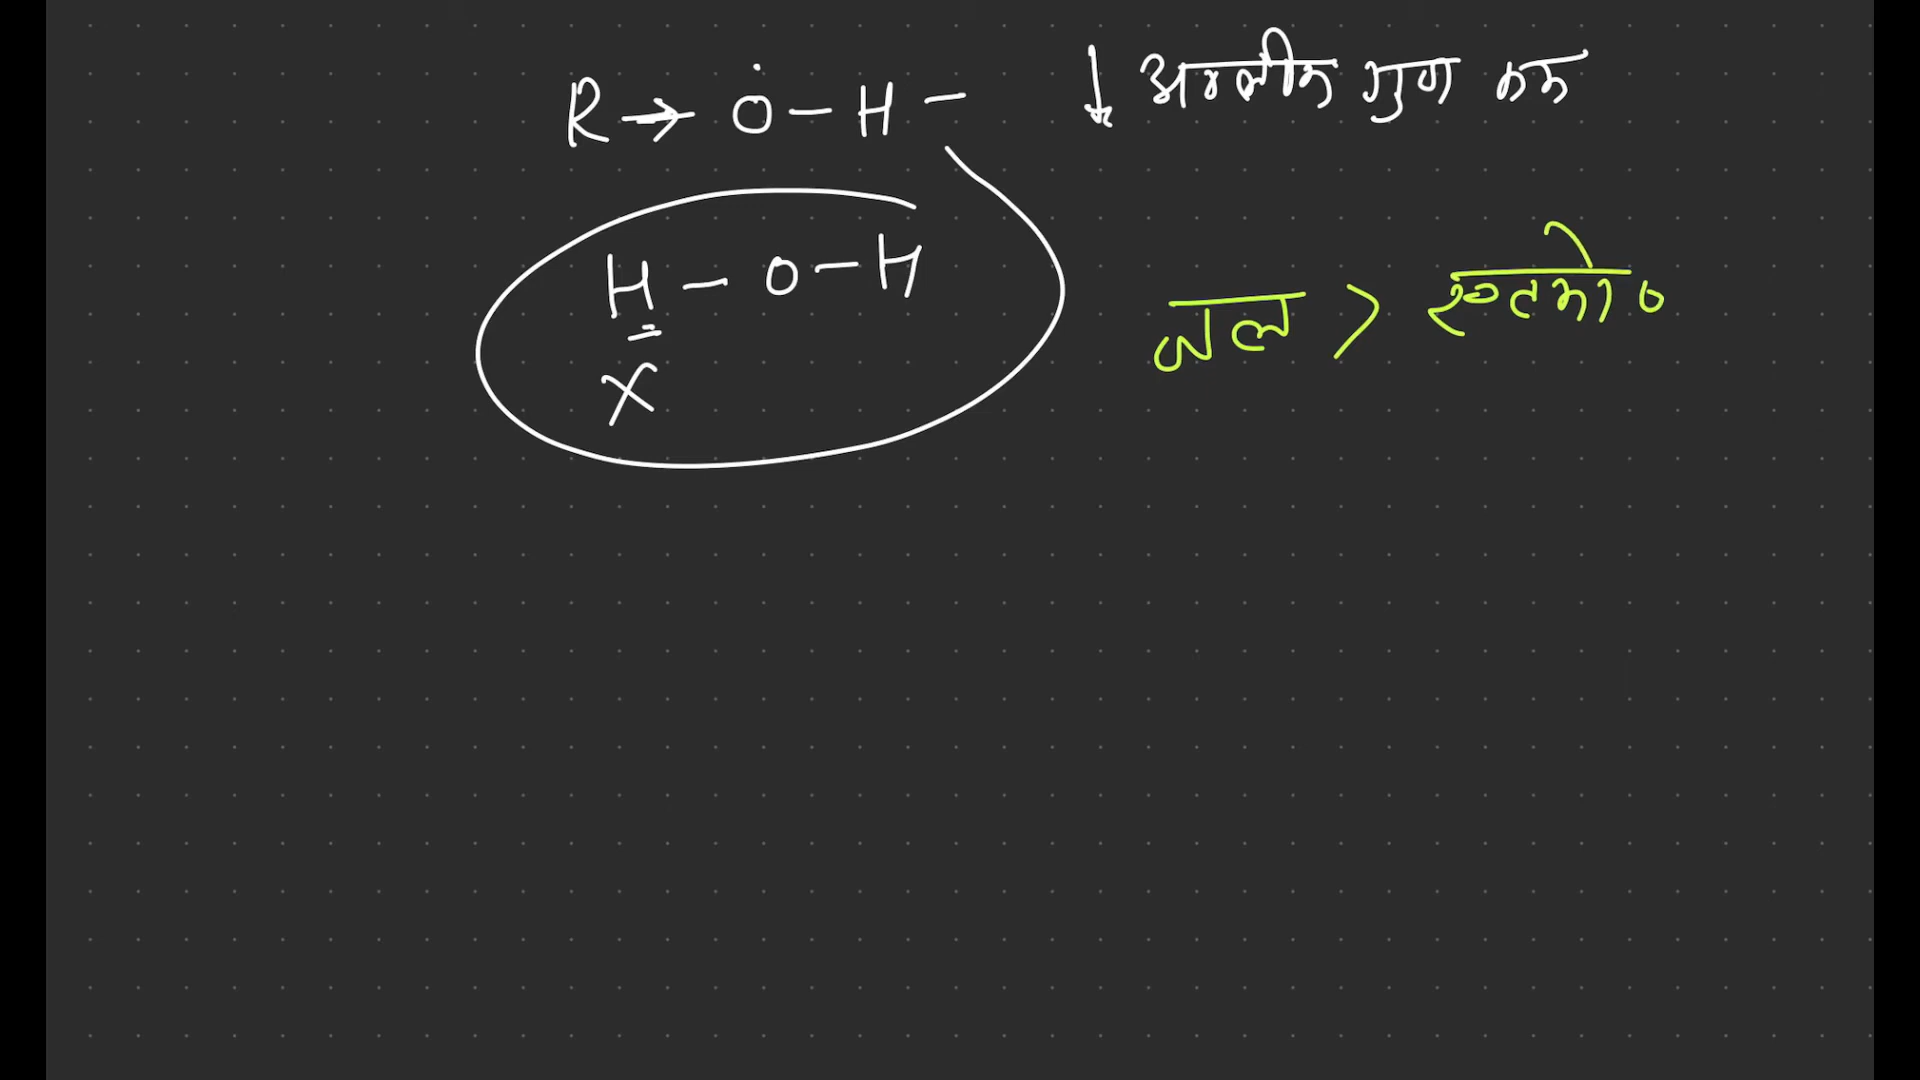 R → O – H – ↓ अम्लीय गुण कम
H – O – H
X
जल > एल्कोo